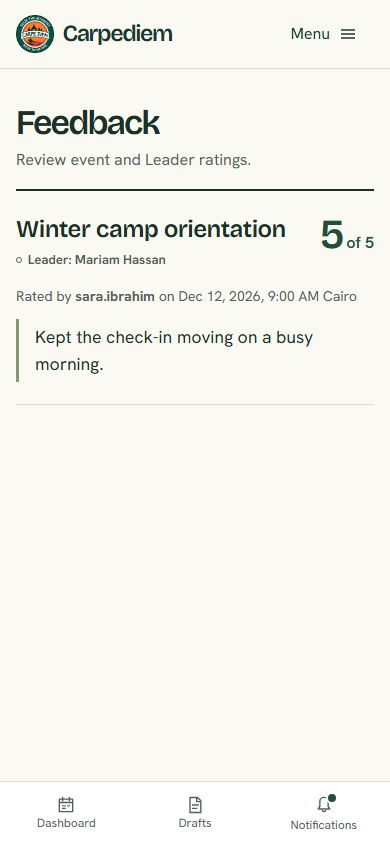 CARPE DIEM
Carpediem
Menu
Feedback
Review event and Leader ratings.
Winter camp orientation
5 of 5
Leader: Mariam Hassan
Rated by sara.ibrahim on Dec 12, 2026, 9:00 AM Cairo
Kept the check-in moving on a busy
morning.
Dashboard
Drafts
Notifications